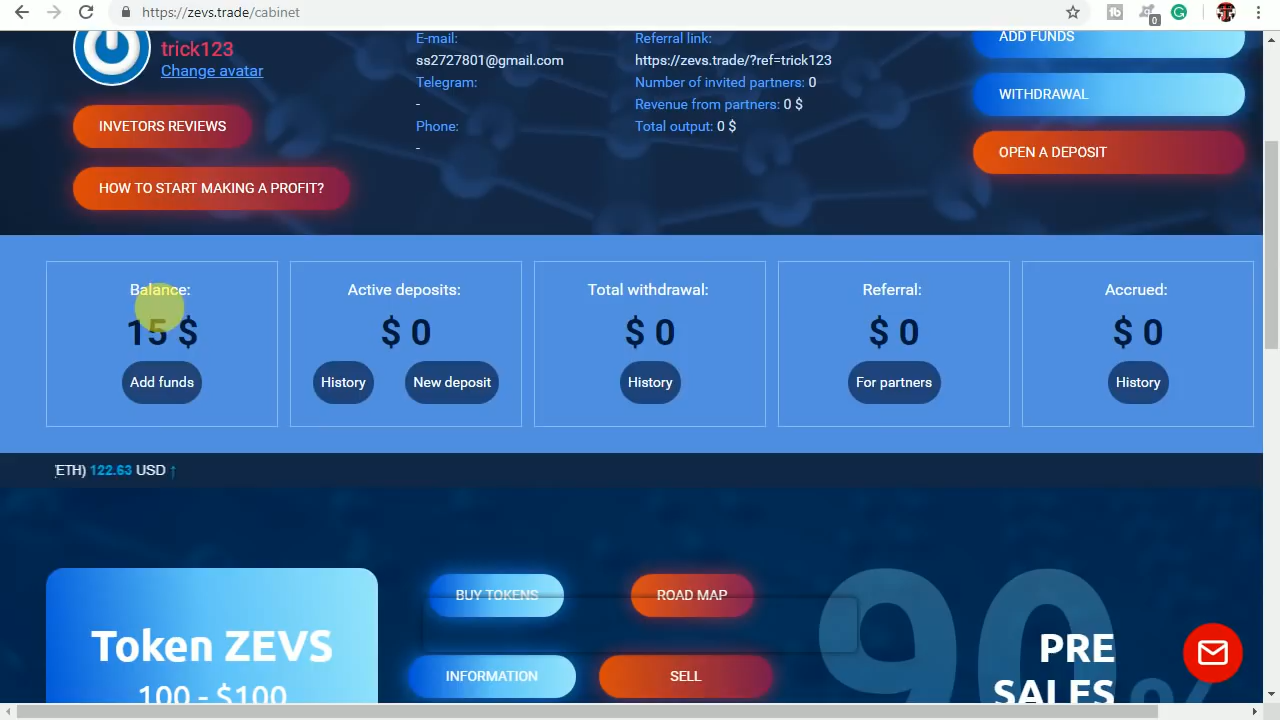 https://zevs.trade/cabinet
0
trick123
Change avatar
INVETORS REVIEWS
HOW TO START MAKING A PROFIT?
E-mail:
ss2727801@gmail.com
Telegram:
-
Phone:
-
Referral link:
https://zevs.trade/?ref=trick123
Number of invited partners: 0
Revenue from partners: 0 $
Total output: 0 $
ADD FUNDS
WITHDRAWAL
OPEN A DEPOSIT
Balance:
15 $
Add funds
Active deposits:
$ 0
History
New deposit
Total withdrawal:
$ 0
History
Referral:
$ 0
For partners
Accrued:
$ 0
History
ETH) 122.63 USD ↑
Token ZEVS
100 - $100
BUY TOKENS
ROAD MAP
INFORMATION
SELL
90%
PRE
SALES